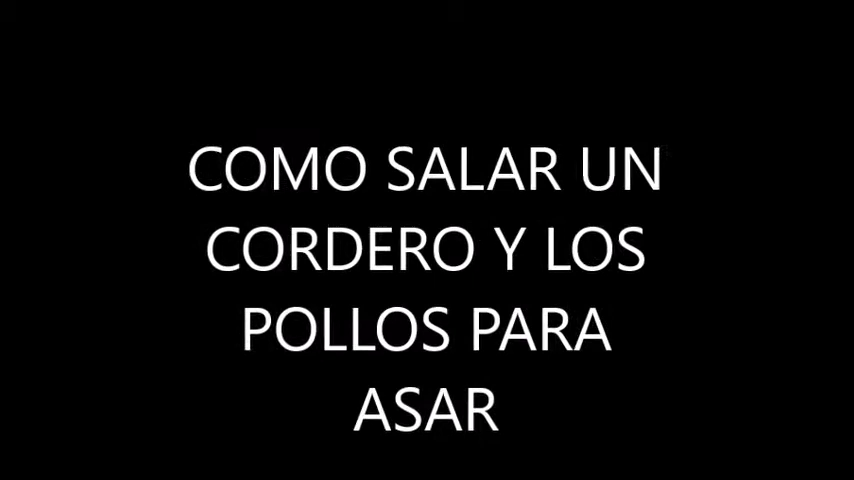 COMO SALAR UN
CORDERO Y LOS
POLLOS PARA
ASAR